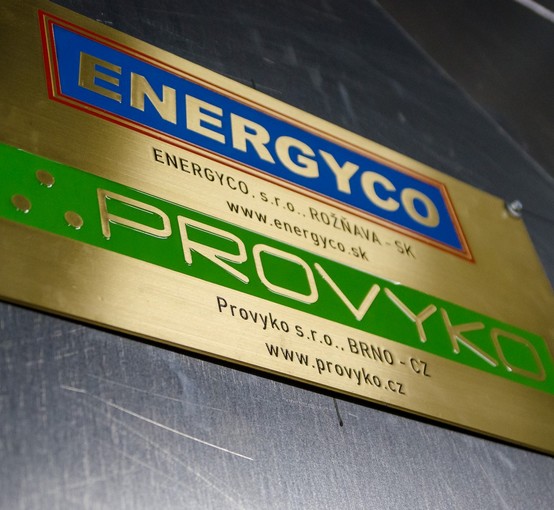 ENERGYCO
ENERGYCO. s.r.o., ROŽŇAVA - SK
www.energyco.sk
PROVYKO
Provyko s.r.o., BRNO - CZ
www.provyko.cz